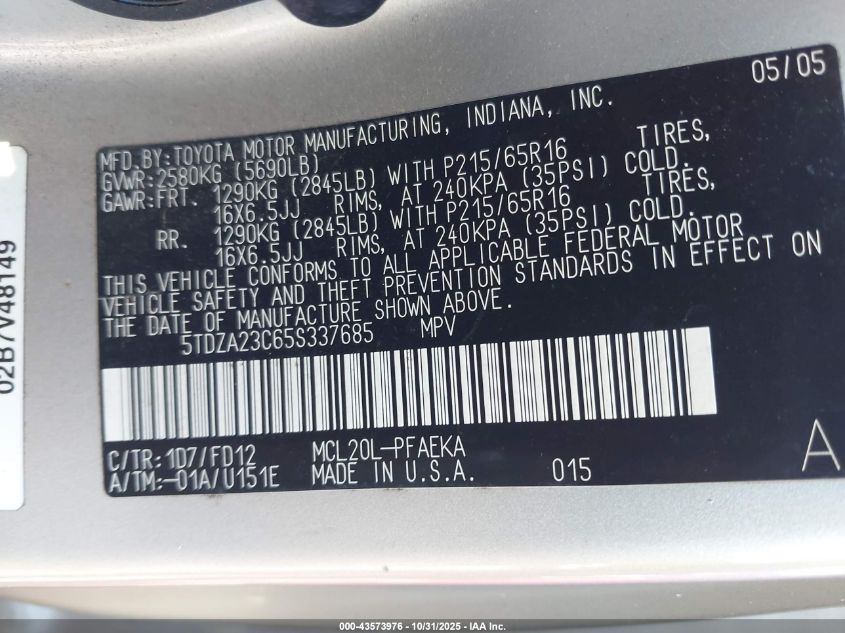 05/05
MFD.BY:TOYOTA MOTOR MANUFACTURING, INDIANA, INC.
GVWR:2580KG (5690LB)
GAWR:FRT. 1290KG (2845LB) WITH P215/65R16 TIRES,
16X6.5JJ RIMS, AT 240KPA (35PSI) COLD.
RR. 1290KG (2845LB) WITH P215/65R16 TIRES,
16X6.5JJ RIMS, AT 240KPA (35PSI) COLD.
THIS VEHICLE CONFORMS TO ALL APPLICABLE FEDERAL MOTOR
VEHICLE SAFETY AND THEFT PREVENTION STANDARDS IN EFFECT ON
THE DATE OF MANUFACTURE SHOWN ABOVE.
5TDZA23C65S337685 MPV
C/TR:1D7/FD12 MCL20L-PFAEKA
A/TM:-01A/U151E MADE IN U.S.A. 015
A
02B7V48149
000-43573976 - 10/31/2025 - IAA Inc.